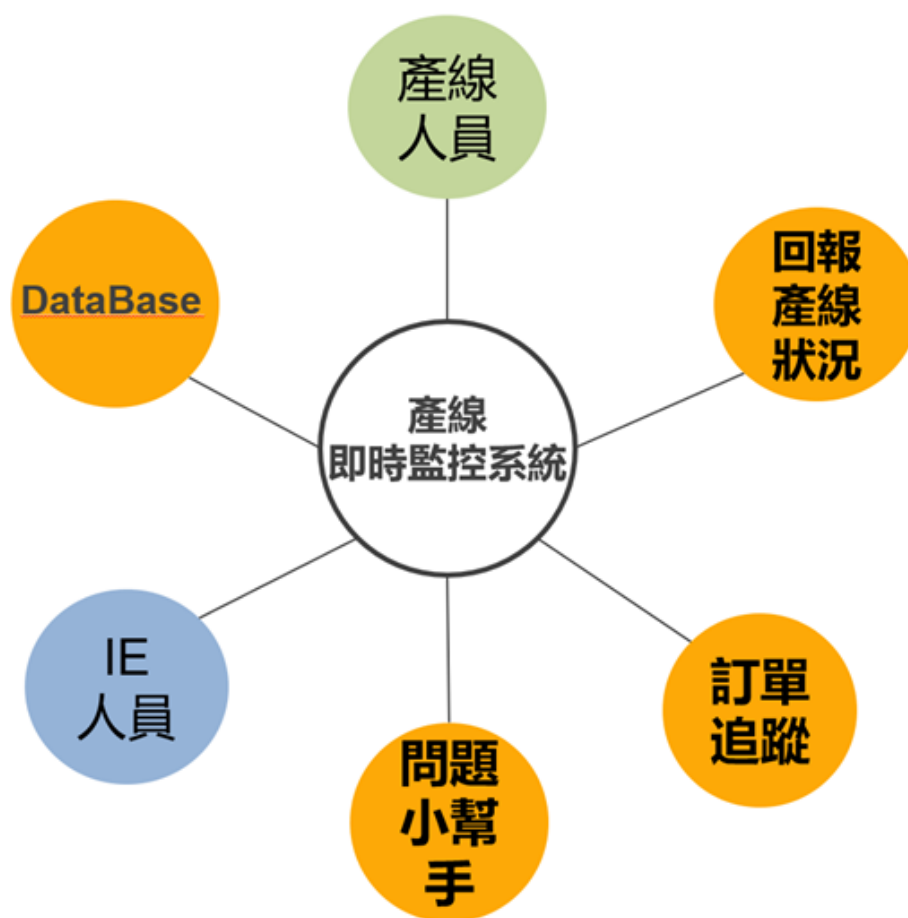 產線
人員
DataBase
回報
產線
狀況
產線
即時監控系統
IE
人員
訂單
追蹤
問題
小幫
手